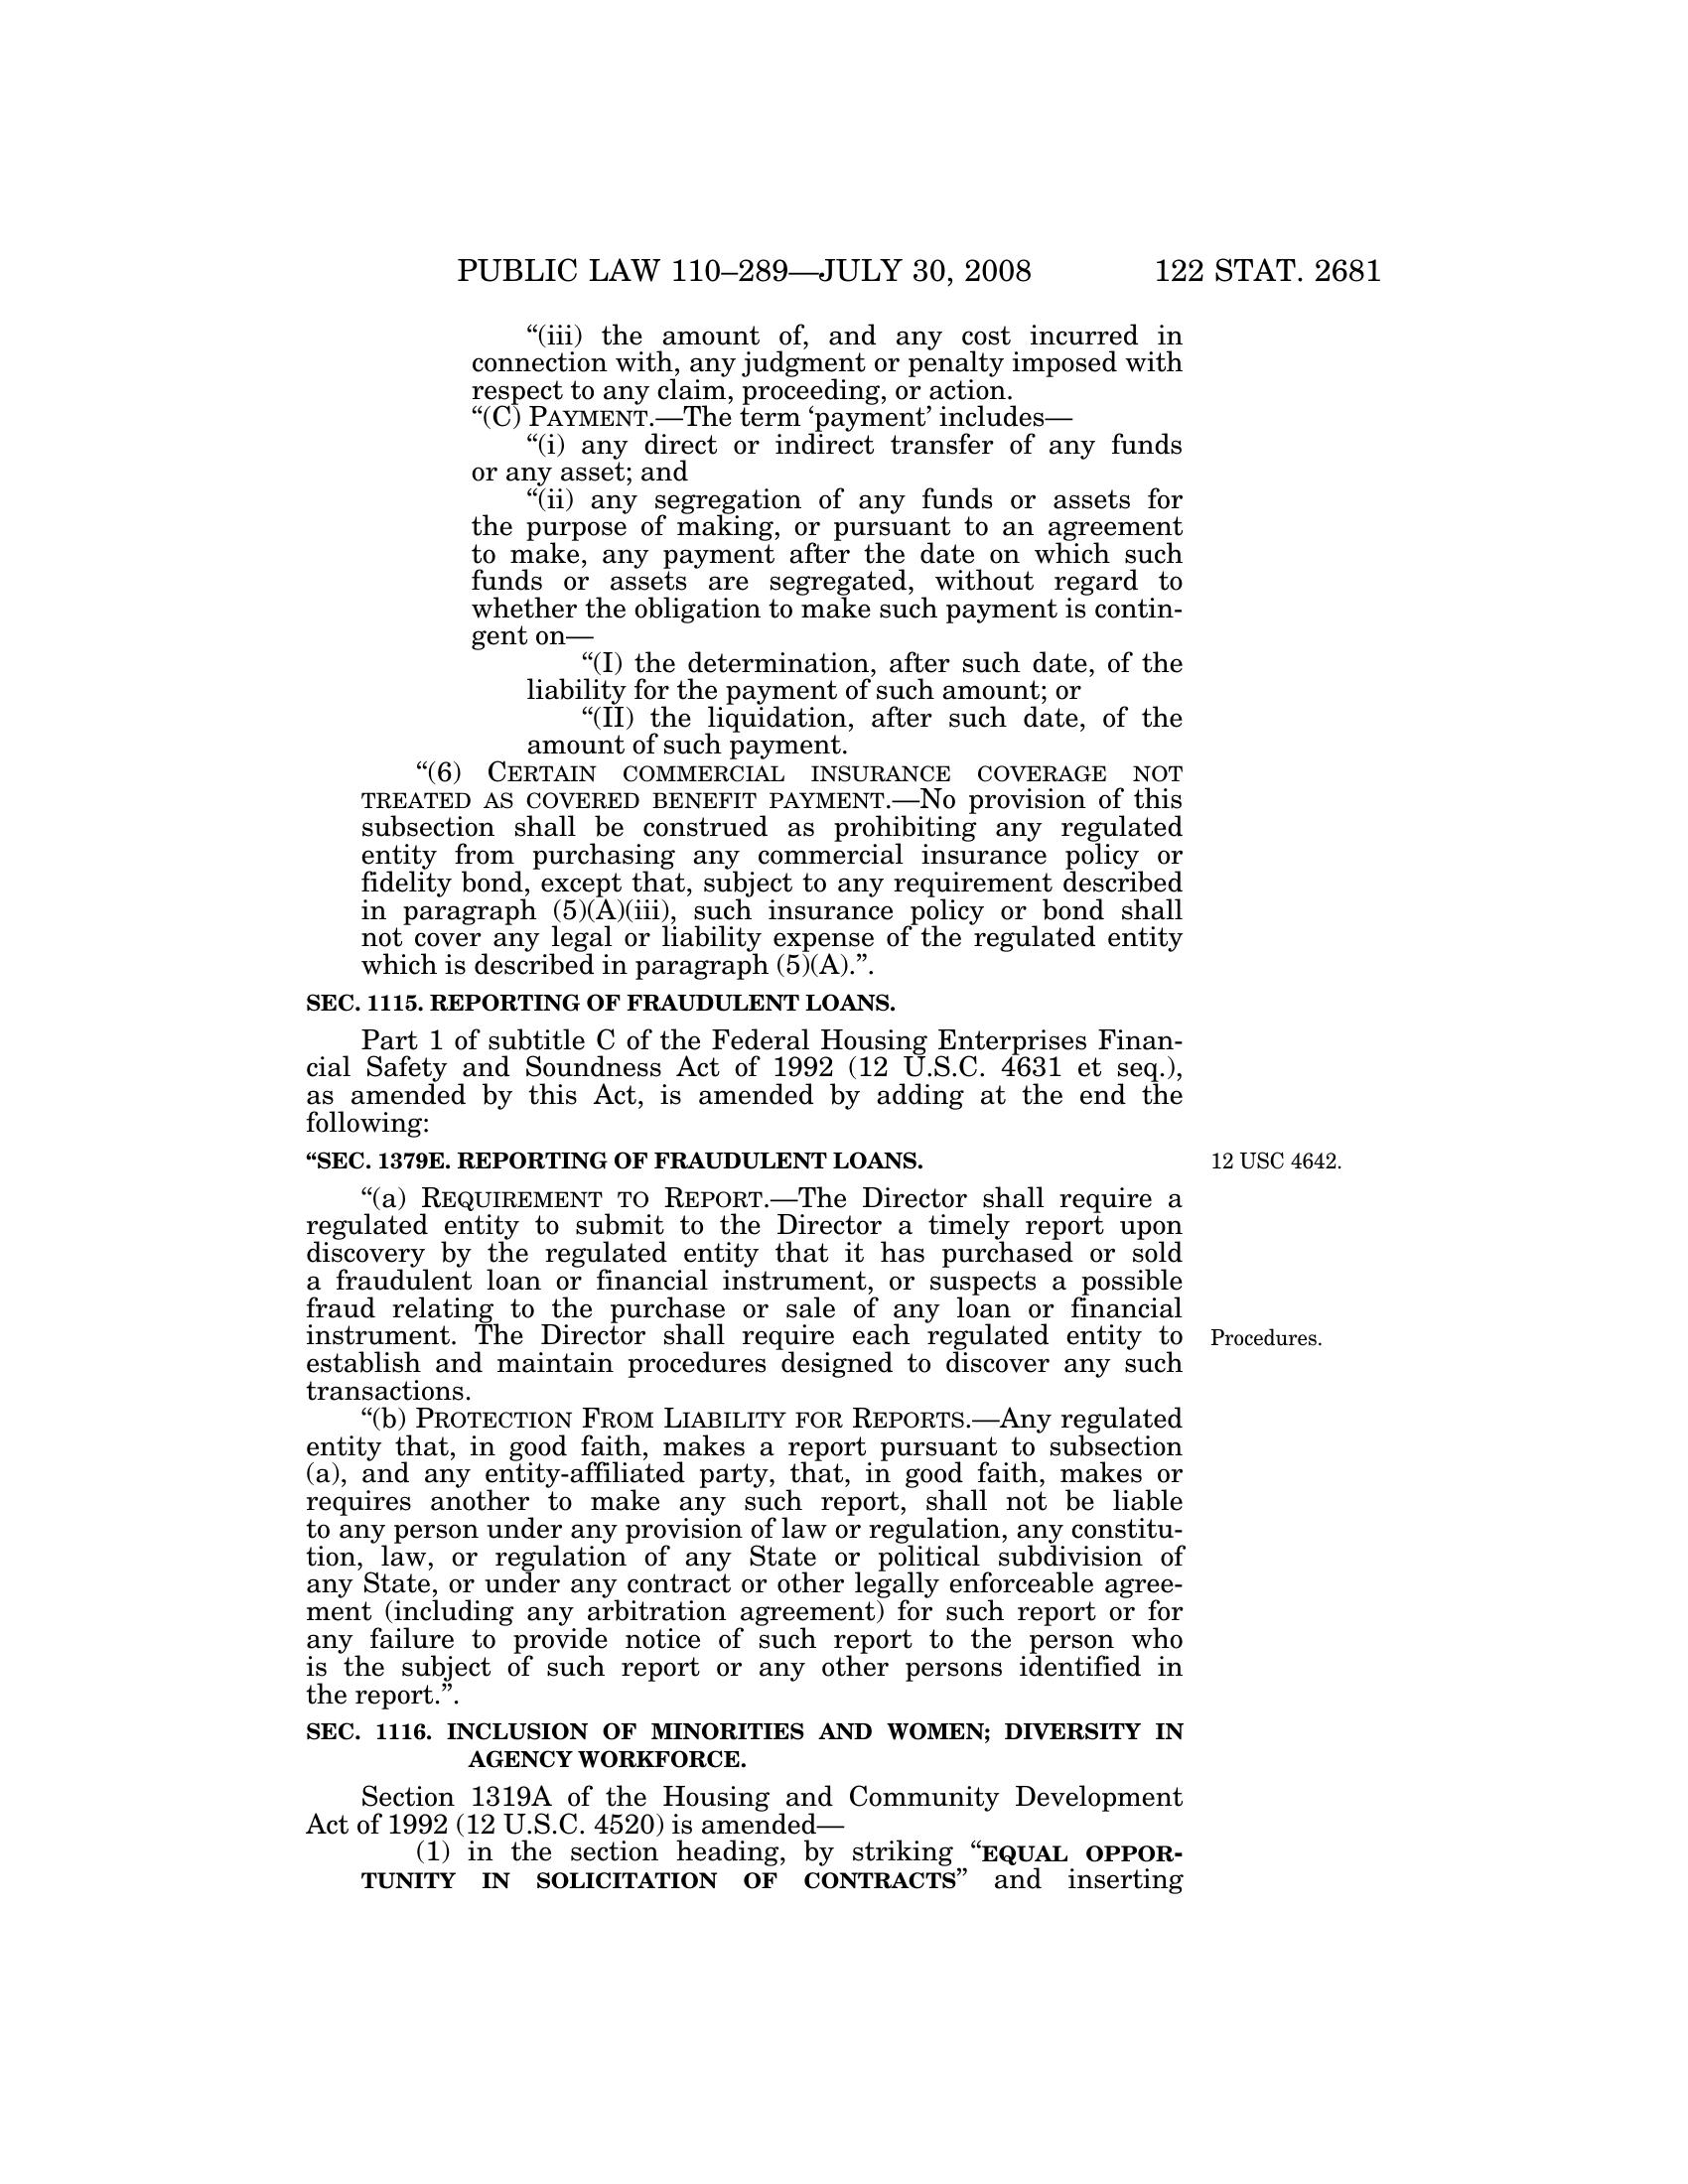 PUBLIC LAW 110–289—JULY 30, 2008 122 STAT. 2681
“(iii) the amount of, and any cost incurred in
connection with, any judgment or penalty imposed with
respect to any claim, proceeding, or action.
“(C) PAYMENT.—The term ‘payment’ includes—
“(i) any direct or indirect transfer of any funds
or any asset; and
“(ii) any segregation of any funds or assets for
the purpose of making, or pursuant to an agreement
to make, any payment after the date on which such
funds or assets are segregated, without regard to
whether the obligation to make such payment is contin-
gent on—
“(I) the determination, after such date, of the
liability for the payment of such amount; or
“(II) the liquidation, after such date, of the
amount of such payment.
“(6) CERTAIN COMMERCIAL INSURANCE COVERAGE NOT
TREATED AS COVERED BENEFIT PAYMENT.—No provision of this
subsection shall be construed as prohibiting any regulated
entity from purchasing any commercial insurance policy or
fidelity bond, except that, subject to any requirement described
in paragraph (5)(A)(iii), such insurance policy or bond shall
not cover any legal or liability expense of the regulated entity
which is described in paragraph (5)(A).”.
SEC. 1115. REPORTING OF FRAUDULENT LOANS.
Part 1 of subtitle C of the Federal Housing Enterprises Finan-
cial Safety and Soundness Act of 1992 (12 U.S.C. 4631 et seq.),
as amended by this Act, is amended by adding at the end the
following:
“SEC. 1379E. REPORTING OF FRAUDULENT LOANS. 12 USC 4642.
“(a) REQUIREMENT TO REPORT.—The Director shall require a
regulated entity to submit to the Director a timely report upon
discovery by the regulated entity that it has purchased or sold
a fraudulent loan or financial instrument, or suspects a possible
fraud relating to the purchase or sale of any loan or financial
instrument. The Director shall require each regulated entity to Procedures.
establish and maintain procedures designed to discover any such
transactions.
“(b) PROTECTION FROM LIABILITY FOR REPORTS.—Any regulated
entity that, in good faith, makes a report pursuant to subsection
(a), and any entity-affiliated party, that, in good faith, makes or
requires another to make any such report, shall not be liable
to any person under any provision of law or regulation, any constitu-
tion, law, or regulation of any State or political subdivision of
any State, or under any contract or other legally enforceable agree-
ment (including any arbitration agreement) for such report or for
any failure to provide notice of such report to the person who
is the subject of such report or any other persons identified in
the report.”.
SEC. 1116. INCLUSION OF MINORITIES AND WOMEN; DIVERSITY IN
AGENCY WORKFORCE.
Section 1319A of the Housing and Community Development
Act of 1992 (12 U.S.C. 4520) is amended—
(1) in the section heading, by striking “EQUAL OPPOR-
TUNITY IN SOLICITATION OF CONTRACTS” and inserting